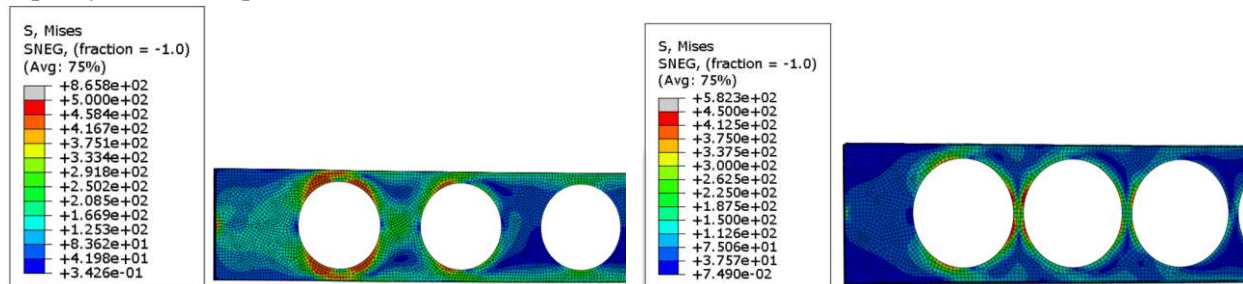 S, Mises
SNEG, (fraction = -1.0)
(Avg: 75%)
+8.658e+02
+5.000e+02
+4.584e+02
+4.167e+02
+3.751e+02
+3.334e+02
+2.918e+02
+2.502e+02
+2.085e+02
+1.669e+02
+1.253e+02
+8.362e+01
+4.198e+01
+3.426e-01
S, Mises
SNEG, (fraction = -1.0)
(Avg: 75%)
+5.823e+02
+4.500e+02
+4.125e+02
+3.750e+02
+3.375e+02
+3.000e+02
+2.625e+02
+2.250e+02
+1.875e+02
+1.500e+02
+1.126e+02
+7.506e+01
+3.757e+01
+7.490e-02